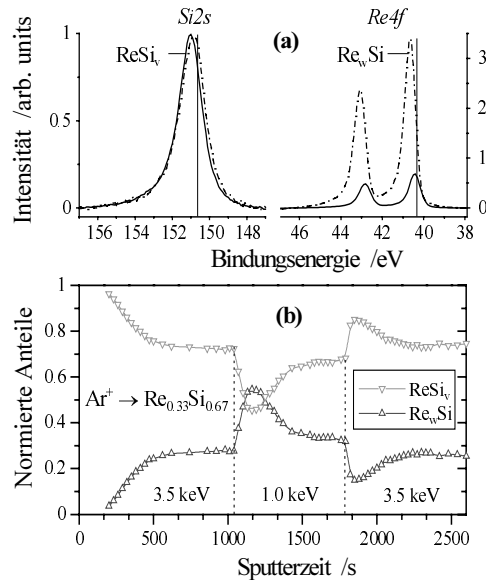 Si2s
Re4f
(a)
ReSiv
RewSi
Intensität /arb. units
1
0.5
0
3
2
1
0
156 154 152 150 148
46 44 42 40 38
Bindungsenergie /eV
(b)
Normierte Anteile
1
0.8
0.6
0.4
0.2
0
Ar+ → Re0.33Si0.67
ReSiv
RewSi
3.5 keV
1.0 keV
3.5 keV
0 500 1000 1500 2000 2500
Sputterzeit /s